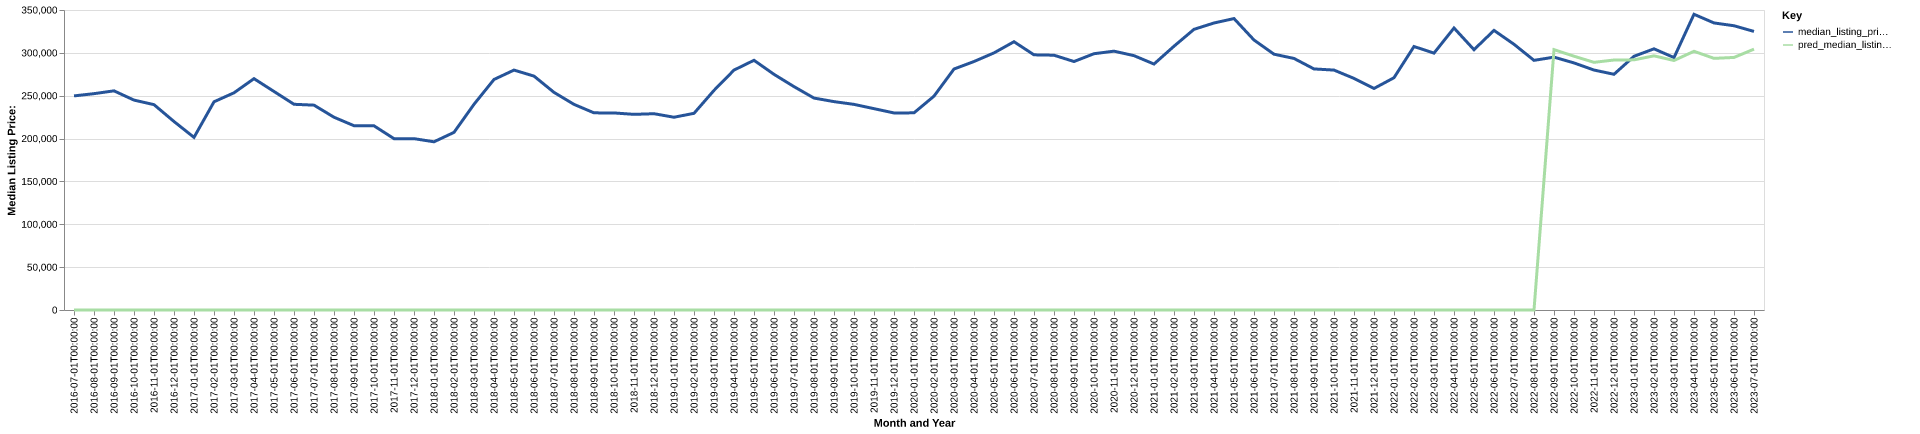 350,000
300,000
250,000
200,000
150,000
100,000
50,000
0
Median Listing Price:
2016-07-01T00:00:00
2016-08-01T00:00:00
2016-09-01T00:00:00
2016-10-01T00:00:00
2016-11-01T00:00:00
2016-12-01T00:00:00
2017-01-01T00:00:00
2017-02-01T00:00:00
2017-03-01T00:00:00
2017-04-01T00:00:00
2017-05-01T00:00:00
2017-06-01T00:00:00
2017-07-01T00:00:00
2017-08-01T00:00:00
2017-09-01T00:00:00
2017-10-01T00:00:00
2017-11-01T00:00:00
2017-12-01T00:00:00
2018-01-01T00:00:00
2018-02-01T00:00:00
2018-03-01T00:00:00
2018-04-01T00:00:00
2018-05-01T00:00:00
2018-06-01T00:00:00
2018-07-01T00:00:00
2018-08-01T00:00:00
2018-09-01T00:00:00
2018-10-01T00:00:00
2018-11-01T00:00:00
2018-12-01T00:00:00
2019-01-01T00:00:00
2019-02-01T00:00:00
2019-03-01T00:00:00
2019-04-01T00:00:00
2019-05-01T00:00:00
2019-06-01T00:00:00
2019-07-01T00:00:00
2019-08-01T00:00:00
2019-09-01T00:00:00
2019-10-01T00:00:00
2019-11-01T00:00:00
2019-12-01T00:00:00
2020-01-01T00:00:00
2020-02-01T00:00:00
2020-03-01T00:00:00
2020-04-01T00:00:00
2020-05-01T00:00:00
2020-06-01T00:00:00
2020-07-01T00:00:00
2020-08-01T00:00:00
2020-09-01T00:00:00
2020-10-01T00:00:00
2020-11-01T00:00:00
2020-12-01T00:00:00
2021-01-01T00:00:00
2021-02-01T00:00:00
2021-03-01T00:00:00
2021-04-01T00:00:00
2021-05-01T00:00:00
2021-06-01T00:00:00
2021-07-01T00:00:00
2021-08-01T00:00:00
2021-09-01T00:00:00
2021-10-01T00:00:00
2021-11-01T00:00:00
2021-12-01T00:00:00
2022-01-01T00:00:00
2022-02-01T00:00:00
2022-03-01T00:00:00
2022-04-01T00:00:00
2022-05-01T00:00:00
2022-06-01T00:00:00
2022-07-01T00:00:00
2022-08-01T00:00:00
2022-09-01T00:00:00
2022-10-01T00:00:00
2022-11-01T00:00:00
2022-12-01T00:00:00
2023-01-01T00:00:00
2023-02-01T00:00:00
2023-03-01T00:00:00
2023-04-01T00:00:00
2023-05-01T00:00:00
2023-06-01T00:00:00
2023-07-01T00:00:00
Month and Year
Key
median_listing_pri…
pred_median_listin…